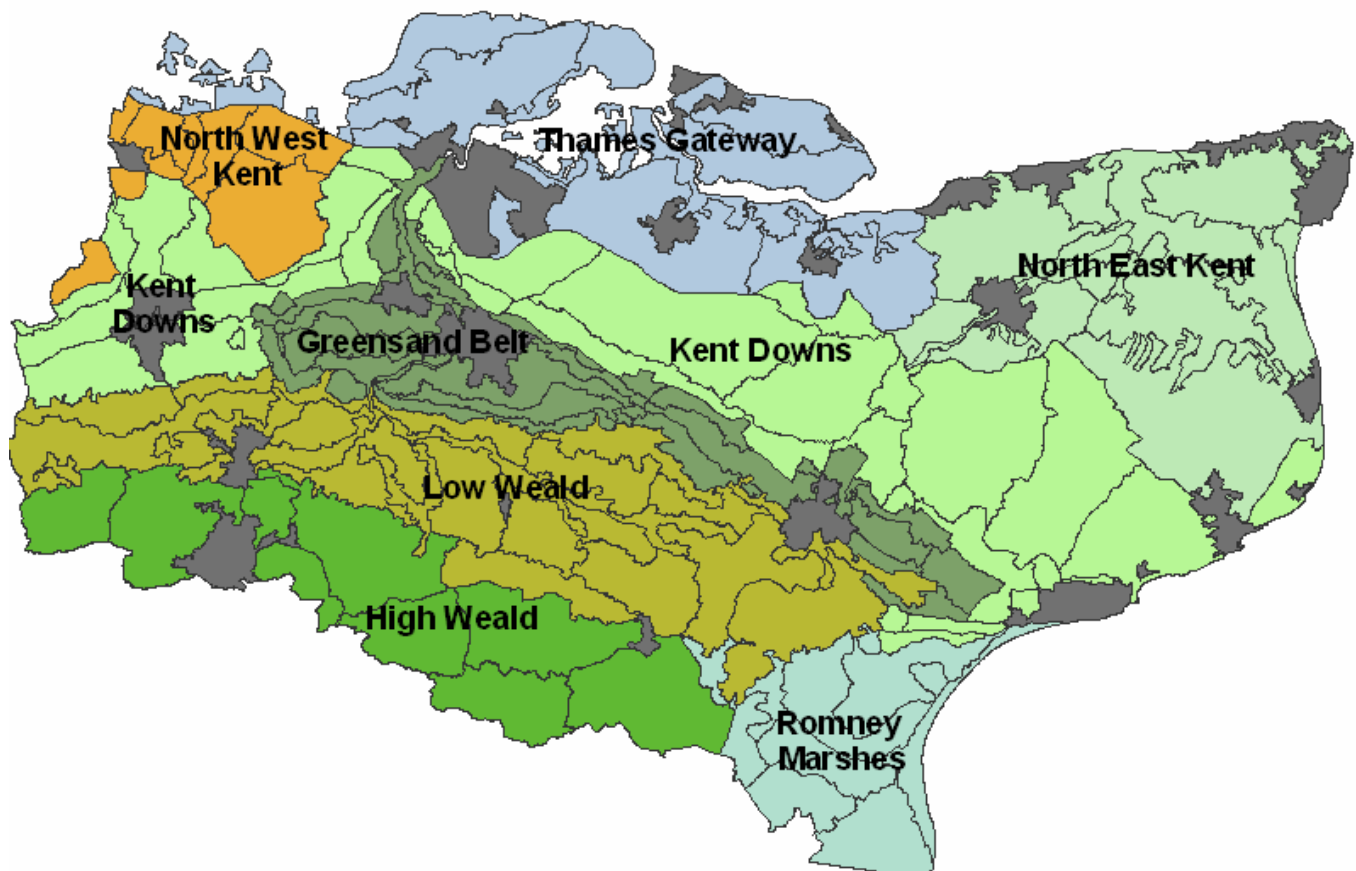 North West
Kent
Thames Gateway
North East Kent
Kent
Downs
Greensand Belt
Kent Downs
Low Weald
High Weald
Romney
Marshes